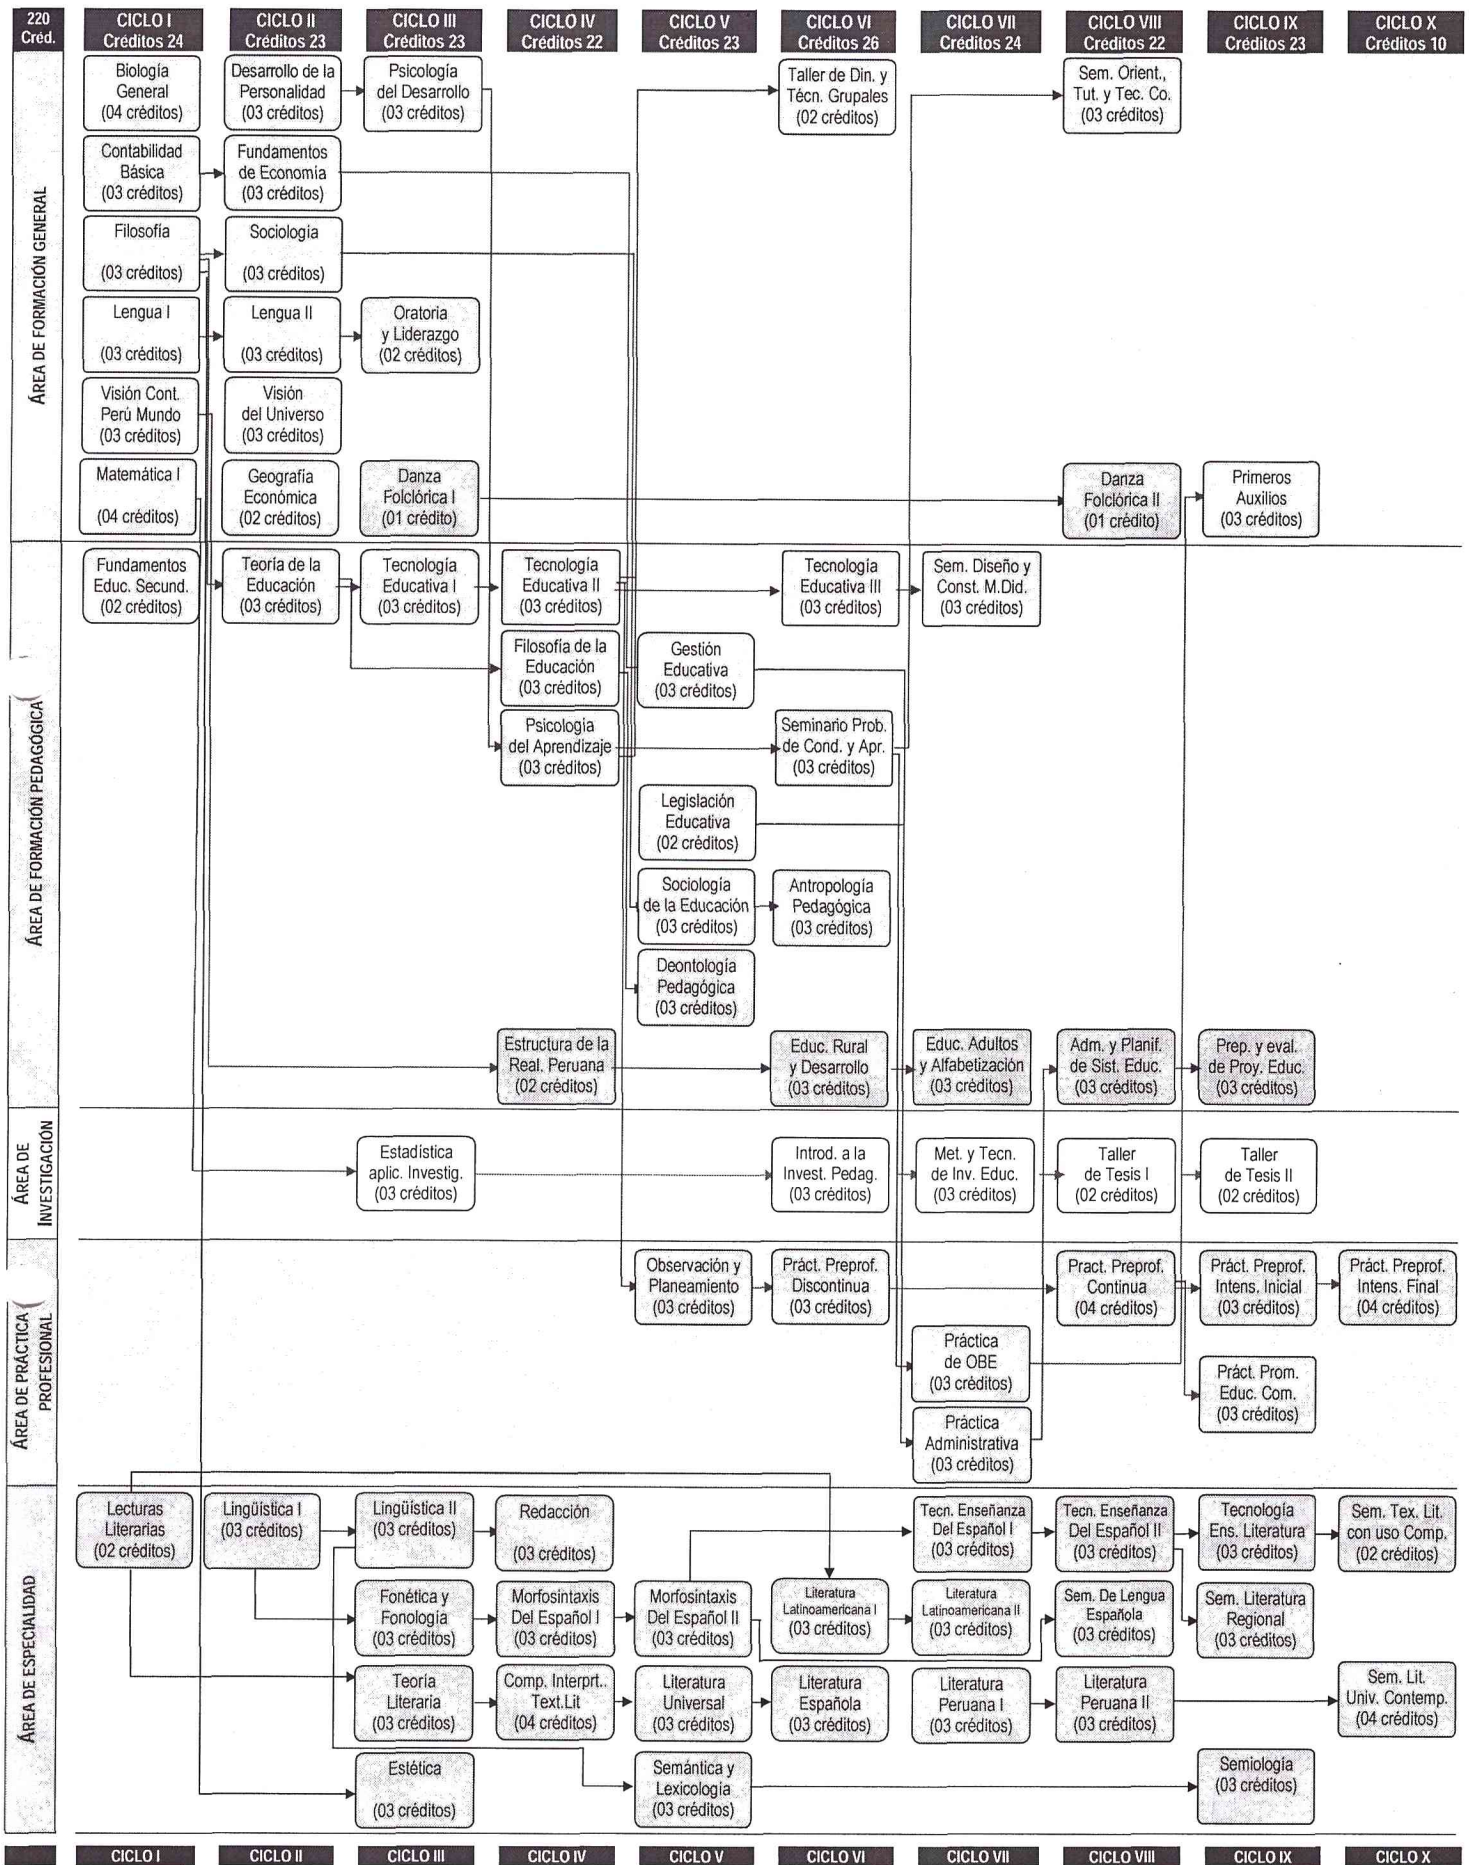 220
Créd.
CICLO I
Créditos 24
CICLO II
Créditos 23
CICLO III
Créditos 23
CICLO IV
Créditos 22
CICLO V
Créditos 23
CICLO VI
Créditos 26
CICLO VII
Créditos 24
CICLO VIII
Créditos 22
CICLO IX
Créditos 23
CICLO X
Créditos 10
ÁREA DE FORMACIÓN GENERAL
Biología
General
(04 créditos)
Desarrollo de la
Personalidad
(03 créditos)
Psicología
del Desarrollo
(03 créditos)
Taller de Din. y
Técn. Grupales
(02 créditos)
Sem. Orient.,
Tut. y Tec. Co.
(03 créditos)
Contabilidad
Básica
(03 créditos)
Fundamentos
de Economía
(03 créditos)
Filosofía
(03 créditos)
Sociología
(03 créditos)
Lengua I
(03 créditos)
Lengua II
(03 créditos)
Oratoria
y Liderazgo
(02 créditos)
Visión Cont.
Perú Mundo
(03 créditos)
Visión
del Universo
(03 créditos)
Matemática I
(04 créditos)
Geografía
Económica
(02 créditos)
Danza
Folclórica I
(01 crédito)
Danza
Folclórica II
(01 crédito)
Primeros
Auxilios
(03 créditos)
ÁREA DE FORMACIÓN PEDAGÓGICA
Fundamentos
Educ. Secund.
(02 créditos)
Teoría de la
Educación
(03 créditos)
Tecnología
Educativa I
(03 créditos)
Tecnología
Educativa II
(03 créditos)
Tecnología
Educativa III
(03 créditos)
Sem. Diseño y
Const. M.Did.
(03 créditos)
Filosofía de la
Educación
(03 créditos)
Gestión
Educativa
(03 créditos)
Psicología
del Aprendizaje
(03 créditos)
Seminario Prob.
de Cond. y Apr.
(03 créditos)
Legislación
Educativa
(02 créditos)
Sociología
de la Educación
(03 créditos)
Antropología
Pedagógica
(03 créditos)
Deontología
Pedagógica
(03 créditos)
Estructura de la
Real. Peruana
(02 créditos)
Educ. Rural
y Desarrollo
(03 créditos)
Educ. Adultos
y Alfabetización
(03 créditos)
Adm. y Planif.
de Sist. Educ.
(03 créditos)
Prep. y eval.
de Proy. Educ.
(03 créditos)
ÁREA DE
INVESTIGACIÓN
Estadística
aplic. Investig.
(03 créditos)
Introd. a la
Invest. Pedag.
(03 créditos)
Met. y Tecn.
de Inv. Educ.
(03 créditos)
Taller
de Tesis I
(02 créditos)
Taller
de Tesis II
(02 créditos)
ÁREA DE PRÁCTICA
PROFESIONAL
Observación y
Planeamiento
(03 créditos)
Práct. Preprof.
Discontinua
(03 créditos)
Pract. Preprof.
Continua
(04 créditos)
Práct. Preprof.
Intens. Inicial
(03 créditos)
Práct. Preprof.
Intens. Final
(04 créditos)
Práctica
de OBE
(03 créditos)
Práct. Prom.
Educ. Com.
(03 créditos)
Práctica
Administrativa
(03 créditos)
ÁREA DE ESPECIALIDAD
Lecturas
Literarias
(02 créditos)
Lingüística I
(03 créditos)
Lingüística II
(03 créditos)
Redacción
(03 créditos)
Tecn. Enseñanza
Del Español I
(03 créditos)
Tecn. Enseñanza
Del Español II
(03 créditos)
Tecnología
Ens. Literatura
(03 créditos)
Sem. Tex. Lit.
con uso Comp.
(02 créditos)
Fonética y
Fonología
(03 créditos)
Morfosintaxis
Del Español I
(03 créditos)
Morfosintaxis
Del Español II
(03 créditos)
Literatura
Latinoamericana I
(03 créditos)
Literatura
Latinoamericana II
(03 créditos)
Sem. De Lengua
Española
(03 créditos)
Sem. Literatura
Regional
(03 créditos)
Teoría
Literaria
(03 créditos)
Comp. Interprt..
Text.Lit
(04 créditos)
Literatura
Universal
(03 créditos)
Literatura
Española
(03 créditos)
Literatura
Peruana I
(03 créditos)
Literatura
Peruana II
(03 créditos)
Sem. Lit.
Univ. Contemp.
(04 créditos)
Estética
(03 créditos)
Semántica y
Lexicología
(03 créditos)
Semiología
(03 créditos)
CICLO I
CICLO II
CICLO III
CICLO IV
CICLO V
CICLO VI
CICLO VII
CICLO VIII
CICLO IX
CICLO X